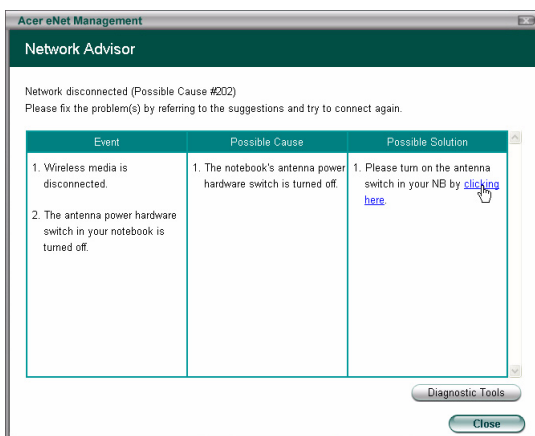 Acer eNet Management
Network Advisor
Network disconnected (Possible Cause #202)
Please fix the problem(s) by referring to the suggestions and try to connect again.
Event
Possible Cause
Possible Solution
1. Wireless media is
disconnected.
2. The antenna power hardware
switch in your notebook is
turned off.
1. The notebook's antenna power
hardware switch is turned off.
1. Please turn on the antenna
switch in your NB by clicking
here.
Diagnostic Tools
Close